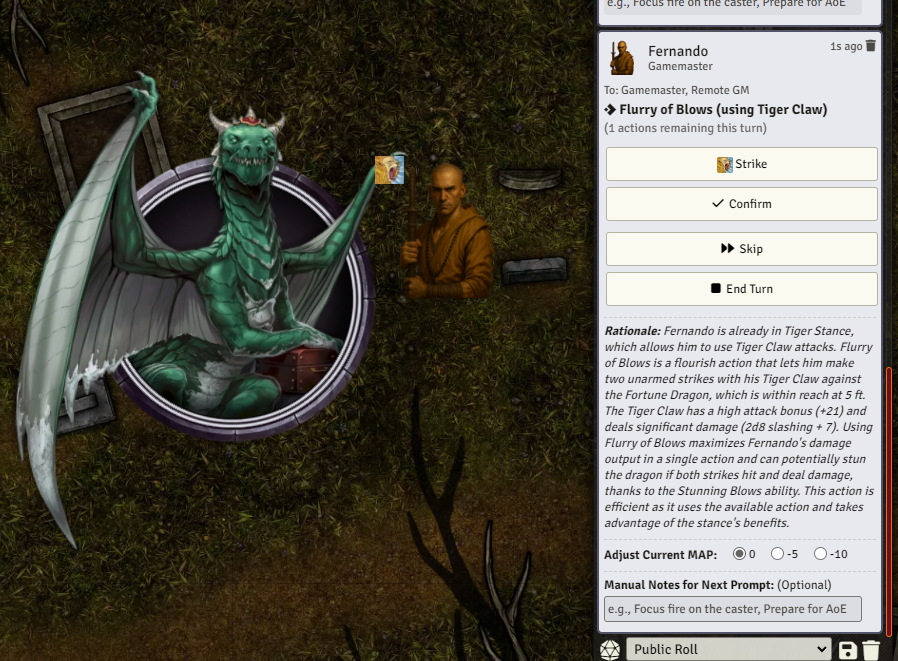 e.g., Focus fire on the caster, Prepare for AoE
Fernando
1s ago
Gamemaster
To: Gamemaster, Remote GM
Flurry of Blows (using Tiger Claw)
(1 actions remaining this turn)
Strike
Confirm
Skip
End Turn
Rationale: Fernando is already in Tiger Stance,
which allows him to use Tiger Claw attacks. Flurry
of Blows is a flourish action that lets him make
two unarmed strikes with his Tiger Claw against
the Fortune Dragon, which is within reach at 5 ft.
The Tiger Claw has a high attack bonus (+21) and
deals significant damage (2d8 slashing + 7). Using
Flurry of Blows maximizes Fernando's damage
output in a single action and can potentially stun
the dragon if both strikes hit and deal damage,
thanks to the Stunning Blows ability. This action is
efficient as it uses the available action and takes
advantage of the stance's benefits.
Adjust Current MAP: 0 -5 -10
Manual Notes for Next Prompt: (Optional)
e.g., Focus fire on the caster, Prepare for AoE
Public Roll